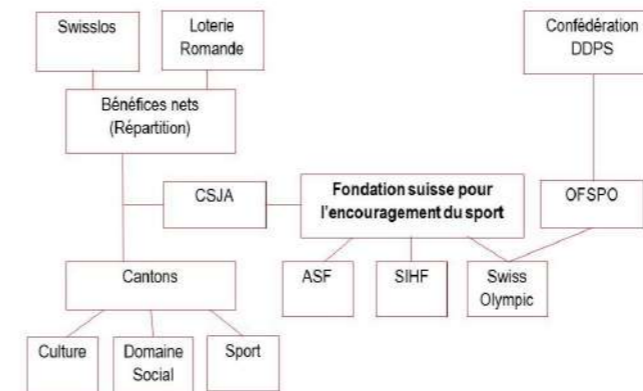 Swisslos
Loterie
Romande
Confédération
DDPS
Bénéfices nets
(Répartition)
CSJA
Fondation suisse pour
l'encouragement du sport
OFSPO
Cantons
ASF
SIHF
Swiss
Olympic
Culture
Domaine
Social
Sport